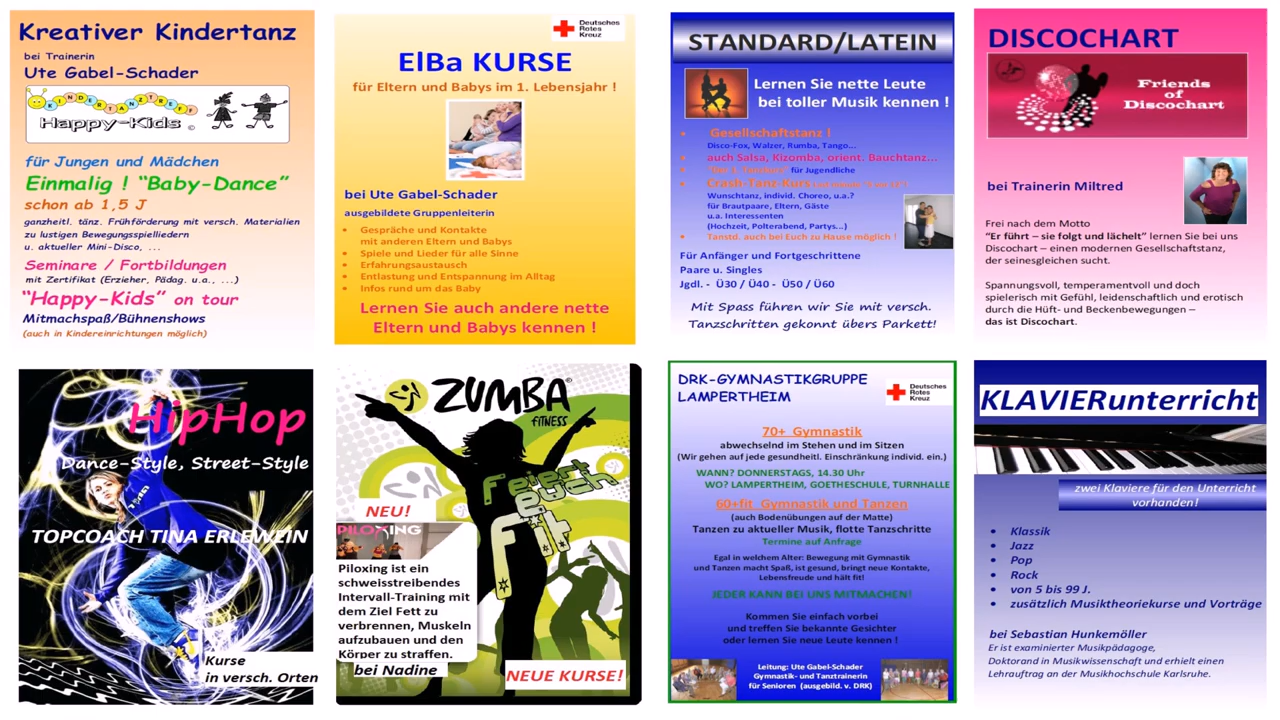 Kreativer Kindertanz
bei Trainerin
Ute Gabel-Schader
KINDERTANZTREFF
Happy-Kids ©
für Jungen und Mädchen
Einmalig ! “Baby-Dance”
schon ab 1,5 J
ganzheitl. tänz. Frühförderung mit versch. Materialien
zu lustigen Bewegungsspielliedern
u. aktueller Mini-Disco, ...
Seminare / Fortbildungen
mit Zertifikat (Erzieher, Pädag. u.a., ...)
“Happy-Kids” on tour
Mitmachspaß/Bühnenshows
(auch in Kindereinrichtungen möglich)
Deutsches
Rotes
Kreuz
ElBa KURSE
für Eltern und Babys im 1. Lebensjahr !
bei Ute Gabel-Schader
ausgebildete Gruppenleiterin
• Gespräche und Kontakte
mit anderen Eltern und Babys
• Spiele und Lieder für alle Sinne
• Erfahrungsaustausch
• Entlastung und Entspannung im Alltag
• Infos rund um das Baby
Lernen Sie auch andere nette
Eltern und Babys kennen !
STANDARD/LATEIN
Lernen Sie nette Leute
bei toller Musik kennen !
• Gesellschaftstanz !
Disco-Fox, Walzer, Rumba, Tango...
• auch Salsa, Kizomba, orient. Bauchtanz...
• für Jugendliche
• Crash-Tanz-Kurs
Wunschtanz, individ. Choreo, u.a.?
für Brautpaare, Eltern, Gäste
u.a. Interessenten
(Hochzeit, Polterabend, Partys...)
• Tanzstd. auch bei Euch zu Hause möglich !
Für Anfänger und Fortgeschrittene
Paare u. Singles
Jgdl. - Ü30 / Ü40 - Ü50 / Ü60
Mit Spass führen wir Sie mit versch.
Tanzschritten gekonnt übers Parkett!
DISCOCHART
Friends
of
Discochart
bei Trainerin Miltred
Frei nach dem Motto
“Er führt – sie folgt und lächelt” lernen Sie bei uns
Discochart – einen modernen Gesellschaftstanz,
der seinesgleichen sucht.
Spannungsvoll, temperamentvoll und doch
spielerisch mit Gefühl, leidenschaftlich und erotisch
durch die Hüft- und Beckenbewegungen –
das ist Discochart.
HipHop
Dance-Style, Street-Style
TOPCOACH TINA ERLEWEIN
Kurse
in versch. Orten
ZUMBA®
FITNESS
Feiest
euch
Fit
NEU!
PILOXING
Piloxing ist ein
schweisstreibendes
Intervall-Training mit
dem Ziel Fett zu
verbrennen, Muskeln
aufzubauen und den
Körper zu straffen.
bei Nadine
NEUE KURSE!
DRK-GYMNASTIKGRUPPE
LAMPERTHEIM
Deutsches
Rotes
Kreuz
70+ Gymnastik
abwechselnd im Stehen und im Sitzen
(Wir gehen auf jede gesundheitl. Einschränkung individ. ein.)
WANN? DONNERSTAGS, 14.30 Uhr
WO? LAMPERTHEIM, GOETHESCHULE, TURNHALLE
60+fit Gymnastik und Tanzen
(auch Bodenübungen auf der Matte)
Tanzen zu aktueller Musik, flotte Tanzschritte
Termine auf Anfrage
Egal in welchem Alter: Bewegung mit Gymnastik
und Tanzen macht Spaß, ist gesund, bringt neue Kontakte,
Lebensfreude und hält fit!
JEDER KANN BEI UNS MITMACHEN!
Kommen Sie einfach vorbei
und treffen Sie bekannte Gesichter
oder lernen Sie neue Leute kennen !
Leitung: Ute Gabel-Schader
Gymnastik- und Tanztrainerin
für Senioren (ausgebild. v. DRK)
KLAVIERunterricht
zwei Klaviere für den Unterricht
vorhanden!
• Klassik
• Jazz
• Pop
• Rock
• von 5 bis 99 J.
• zusätzlich Musiktheoriekurse und Vorträge
bei Sebastian Hunkemöller
Er ist examinierter Musikpädagoge,
Doktorand in Musikwissenschaft und erhielt einen
Lehrauftrag an der Musikhochschule Karlsruhe.